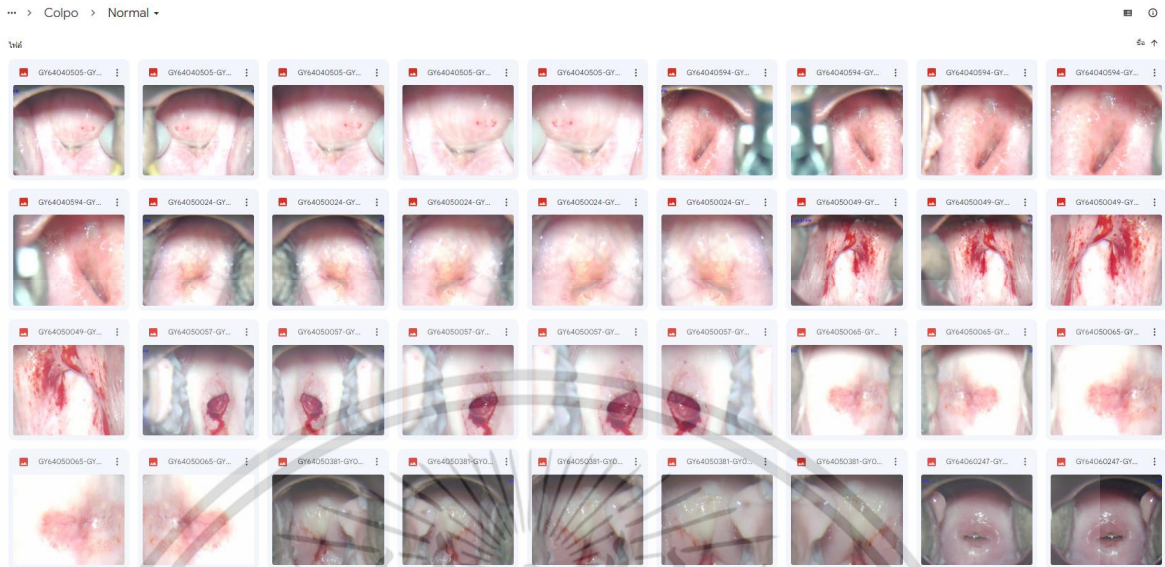 ... > Colpo > Normal
ไฟล์
ชื่อ ↑
GY64040505-GY... GY64040505-GY... GY64040505-GY... GY64040505-GY... GY64040505-GY... GY64040594-GY... GY64040594-GY... GY64040594-GY... GY64040594-GY...
GY64040594-GY... GY64050024-GY... GY64050024-GY... GY64050024-GY... GY64050024-GY... GY64050024-GY... GY64050049-GY... GY64050049-GY... GY64050049-GY...
GY64050049-GY... GY64050057-GY... GY64050057-GY... GY64050057-GY... GY64050057-GY... GY64050057-GY... GY64050065-GY... GY64050065-GY... GY64050065-GY...
GY64050065-GY... GY64050065-GY... GY64050381-GY0... GY64050381-GY0... GY64050381-GY0... GY64050381-GY0... GY64050381-GY0... GY64060247-GY... GY64060247-GY...